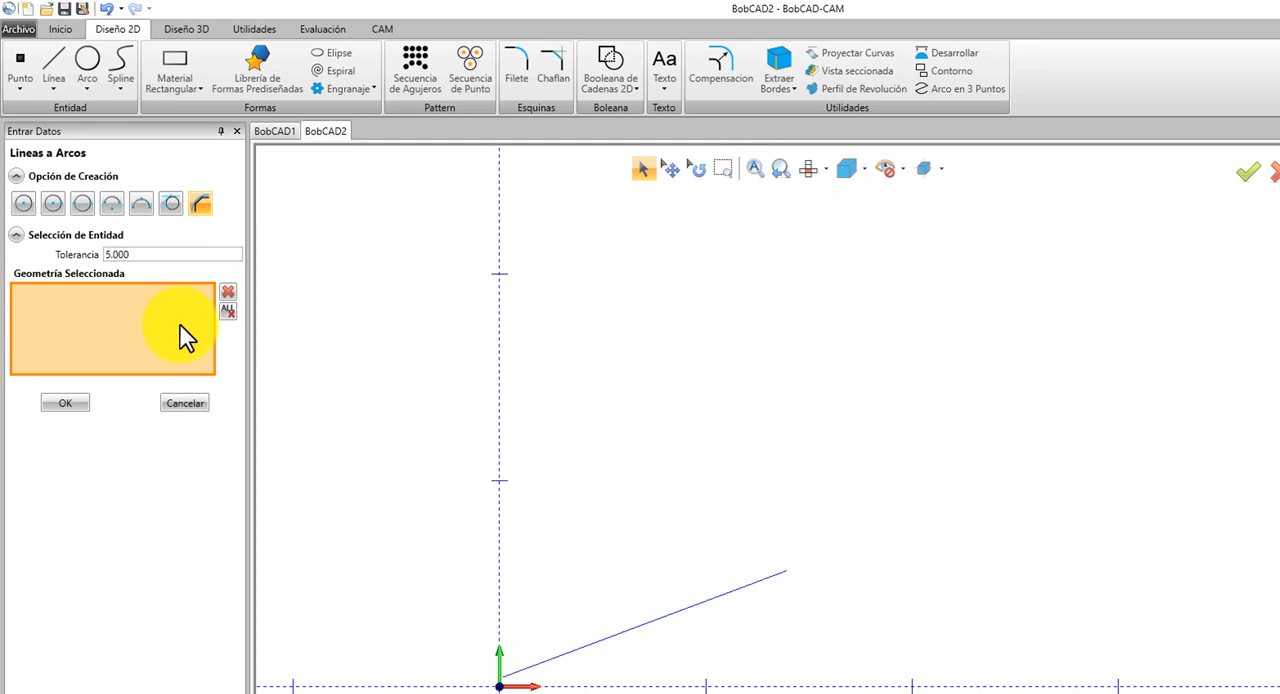 BobCAD2 - BobCAD-CAM
Archivo Inicio Diseño 2D Diseño 3D Utilidades Evaluación CAM
Punto Línea Arco Spline
Entidad
Material Rectangular
Librería de Formas Prediseñadas
Elipse
Espiral
Engranaje
Formas
Secuencia de Agujeros
Secuencia de Punto
Pattern
Filete Chaflan
Esquinas
Booleana de Cadenas 2D
Boleana
Aa
Texto
Texto
Compensacion
Extraer Bordes
Proyectar Curvas
Vista seccionada
Perfil de Revolución
Desarrollar
Contorno
Arco en 3 Puntos
Utilidades
Entrar Datos
BobCAD1 BobCAD2
Lineas a Arcos
Opción de Creación
Selección de Entidad
Tolerancia 5.000
Geometría Seleccionada
ALL
OK Cancelar